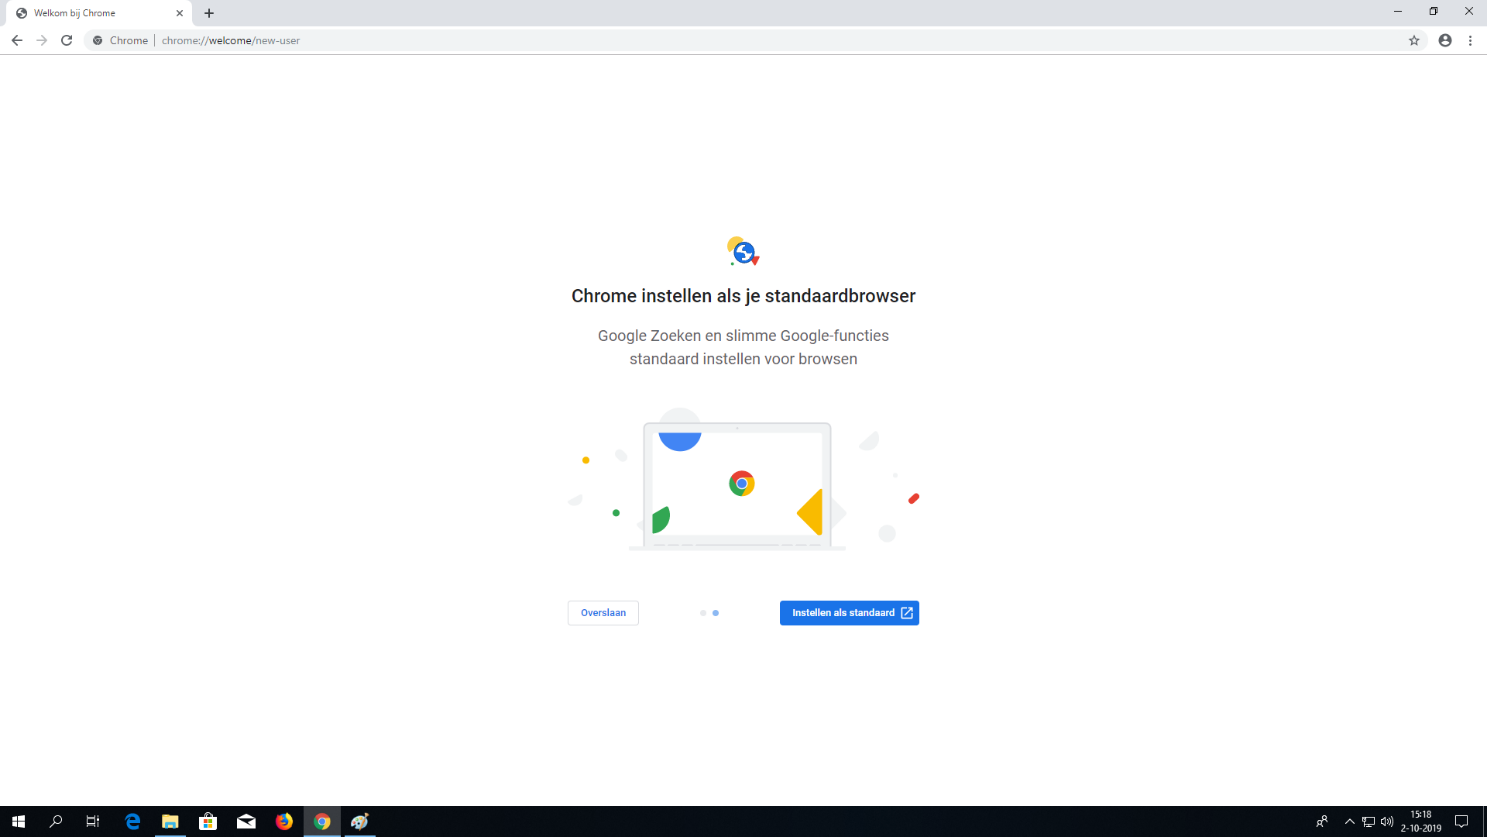 Welkom bij Chrome
Chrome
chrome://welcome/new-user
Chrome instellen als je standaardbrowser
Google Zoeken en slimme Google-functies
standaard instellen voor browsen
Overslaan
Instellen als standaard
15:18
2-10-2019